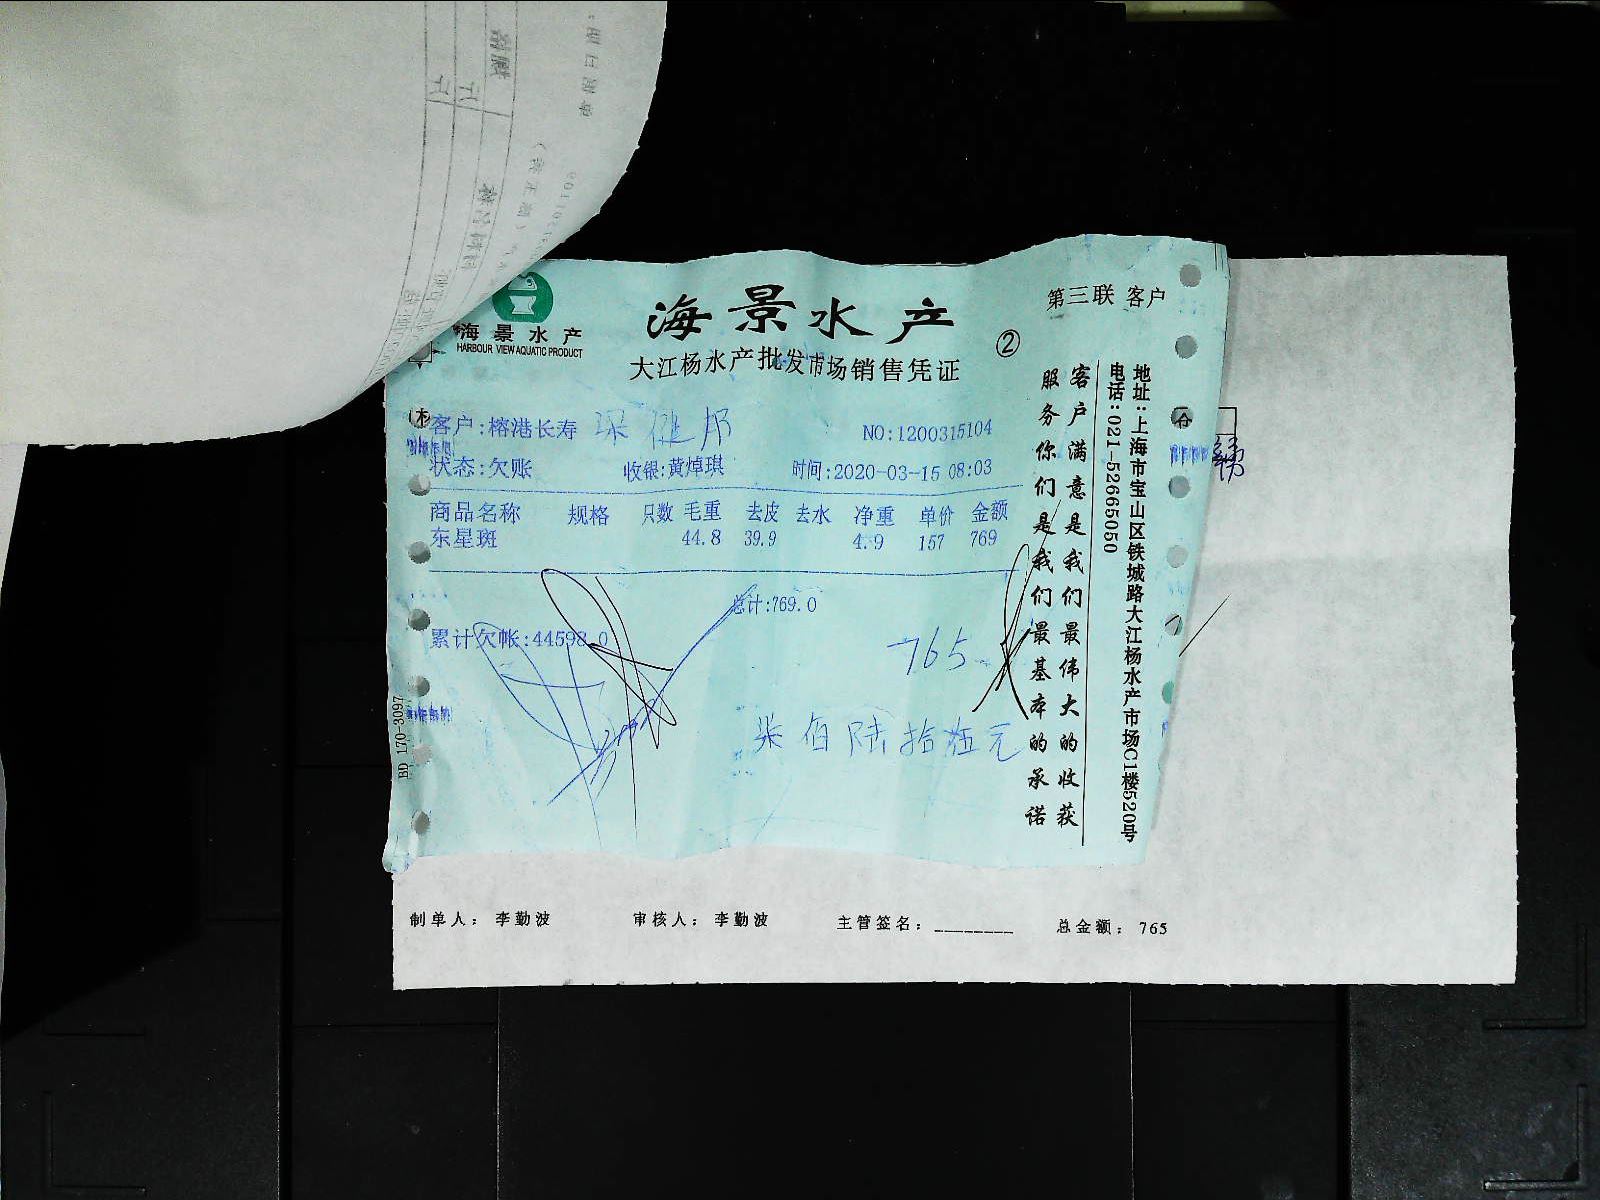 海景水产
HARBOUR VIEW AQUATIC PRODUCT
海景水产
大江杨水产批发市场销售凭证
②
第三联 客户
客户:榕港长寿
NO:1200315104
状态:欠账 收银:黄焯琪 时间:2020-03-15 08:03
商品名称 规格 只数 毛重 去皮 去水 净重 单价 金额
东星斑 44.8 39.9 4.9 157 769
总计:769.0
累计欠帐:44598.0
765
柒佰陆拾伍元
客户满意是我们最伟大的收获
服务你们是我们最基本的承诺
地址:上海市宝山区铁城路大江杨水产市场C1楼520号
电话:021-52665050
BD 170-3097
制单人: 李勤波 审核人: 李勤波 主管签名:________ 总金额: 765